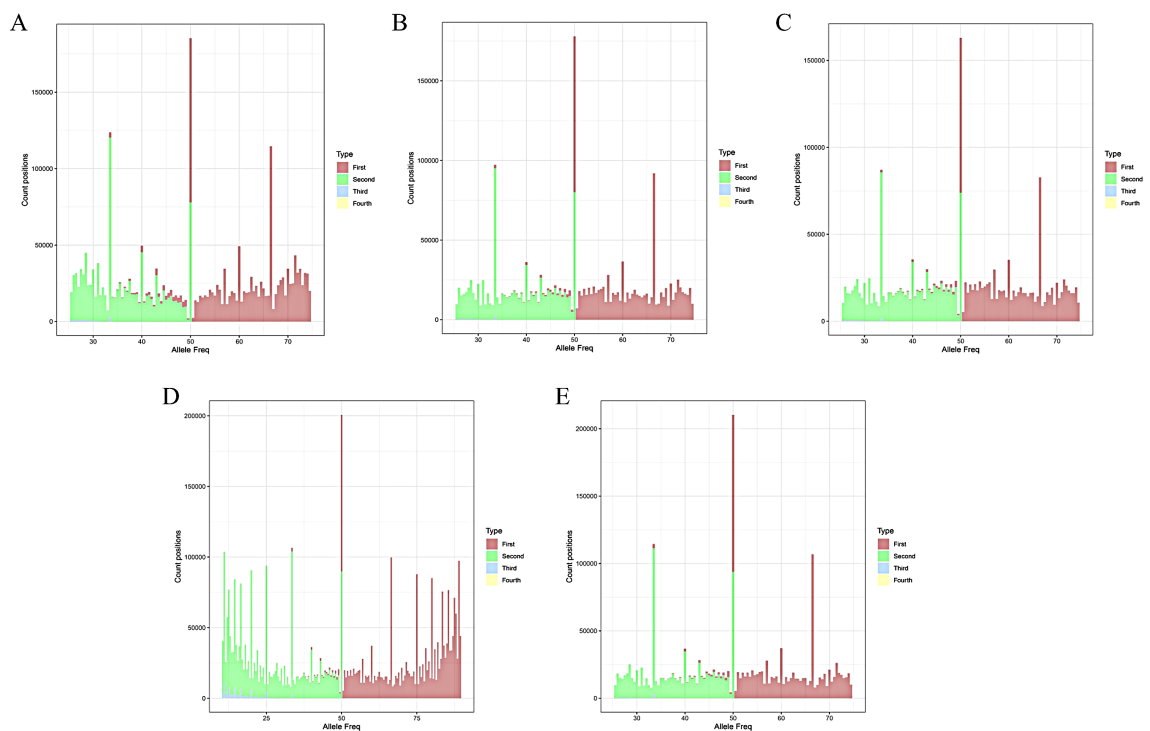 A
Count positions
150000
100000
50000
0
30 40 50 60 70
Allele Freq
Type
First
Second
Third
Fourth
B
Count positions
150000
100000
50000
0
30 40 50 60 70
Allele Freq
Type
First
Second
Third
Fourth
C
Count positions
150000
100000
50000
0
30 40 50 60 70
Allele Freq
Type
First
Second
Third
Fourth
D
Count positions
200000
150000
100000
50000
0
25 50 75
Allele Freq
Type
First
Second
Third
Fourth
E
Count positions
200000
150000
100000
50000
0
30 40 50 60 70
Allele Freq
Type
First
Second
Third
Fourth